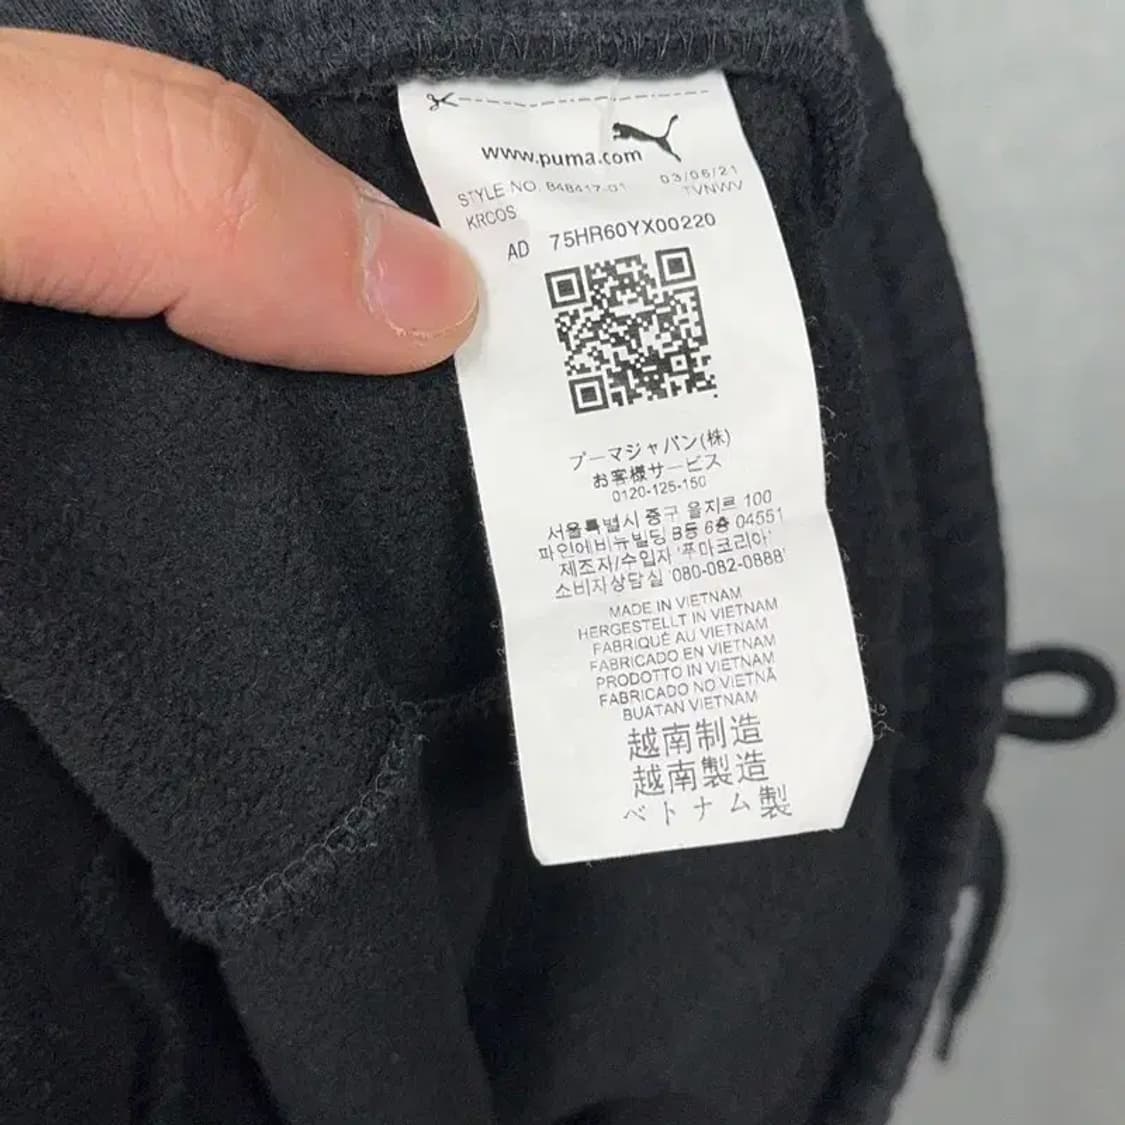 www.puma.com
STYLE NO. 848417-01 03/06/21
KRCOS TVNWV
AD 75HR60YX00220
プーマジャパン(株)
お客様サービス
0120-125-150
서울특별시 중구 을지르 100
파인에비뉴빌딩 B동 6층 04551
제조자/수입자 '푸마코리아'
소비자상담실 '080-082-0888'
MADE IN VIETNAM
HERGESTELLT IN VIETNAM
FABRIQUÉ AU VIETNAM
FABRICADO EN VIETNAM
PRODOTTO IN VIETNAM
FABRICADO NO VIETNÃ
BUATAN VIETNAM
越南制造
越南製造
ベトナム製